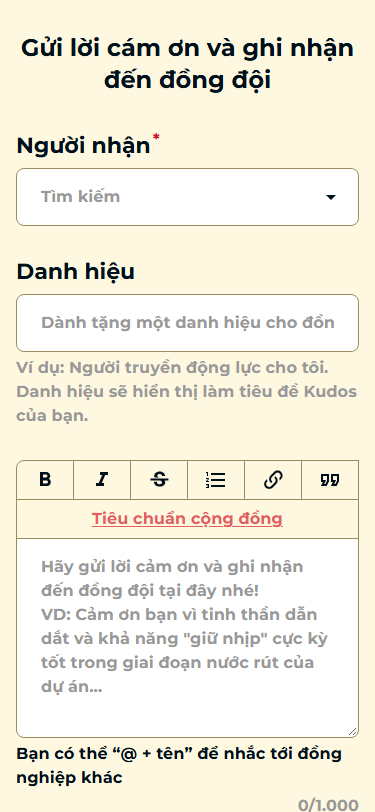 Gửi lời cám ơn và ghi nhận
đến đồng đội
Người nhận*
Tìm kiếm
Danh hiệu
Dành tặng một danh hiệu cho đồn
Ví dụ: Người truyền động lực cho tôi.
Danh hiệu sẽ hiển thị làm tiêu đề Kudos
của bạn.
B I S
Tiêu chuẩn cộng đồng
Hãy gửi lời cảm ơn và ghi nhận
đến đồng đội tại đây nhé!
VD: Cảm ơn bạn vì tinh thần dẫn
dắt và khả năng "giữ nhịp" cực kỳ
tốt trong giai đoạn nước rút của
dự án...
Bạn có thể “@ + tên” để nhắc tới đồng
nghiệp khác
0/1.000